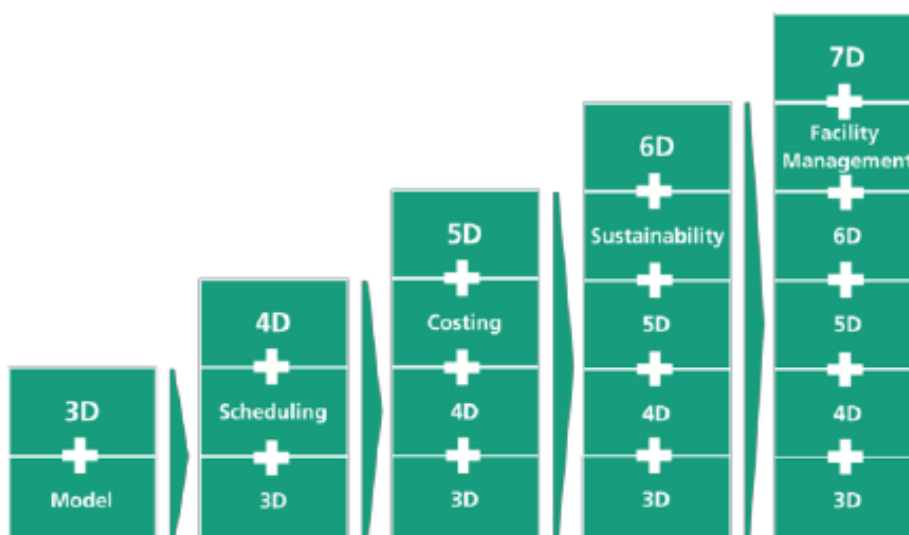 3D
Model
4D
Scheduling
3D
5D
Costing
4D
3D
6D
Sustainability
5D
4D
3D
7D
Facility
Management
6D
5D
4D
3D